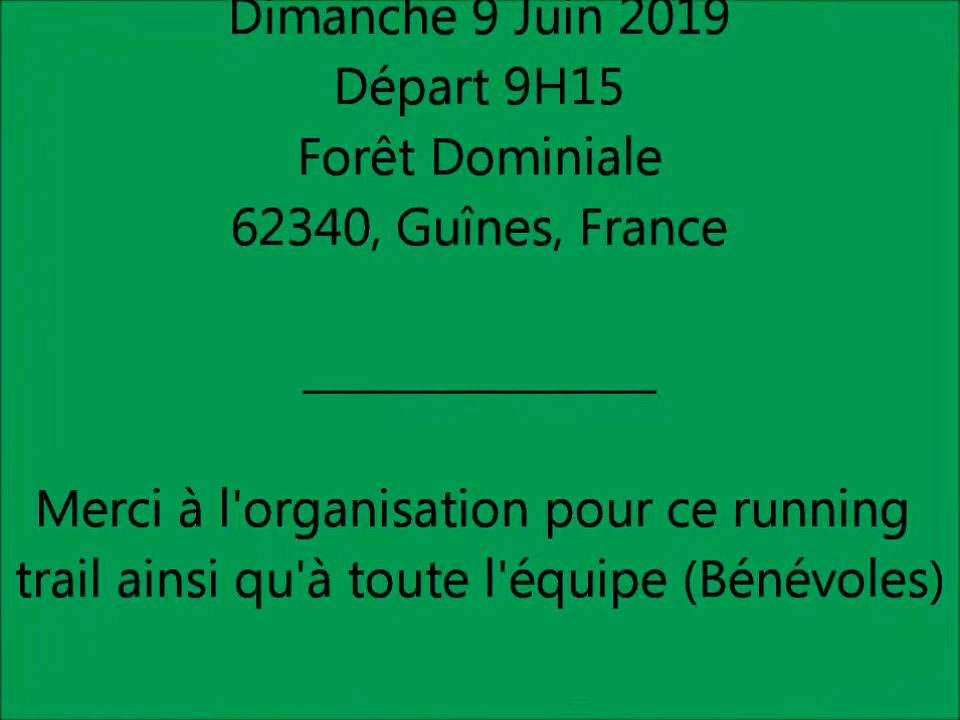 Dimanche 9 Juin 2019
Départ 9H15
Forêt Dominiale
62340, Guînes, France
Merci à l'organisation pour ce running
trail ainsi qu'à toute l'équipe (Bénévoles)